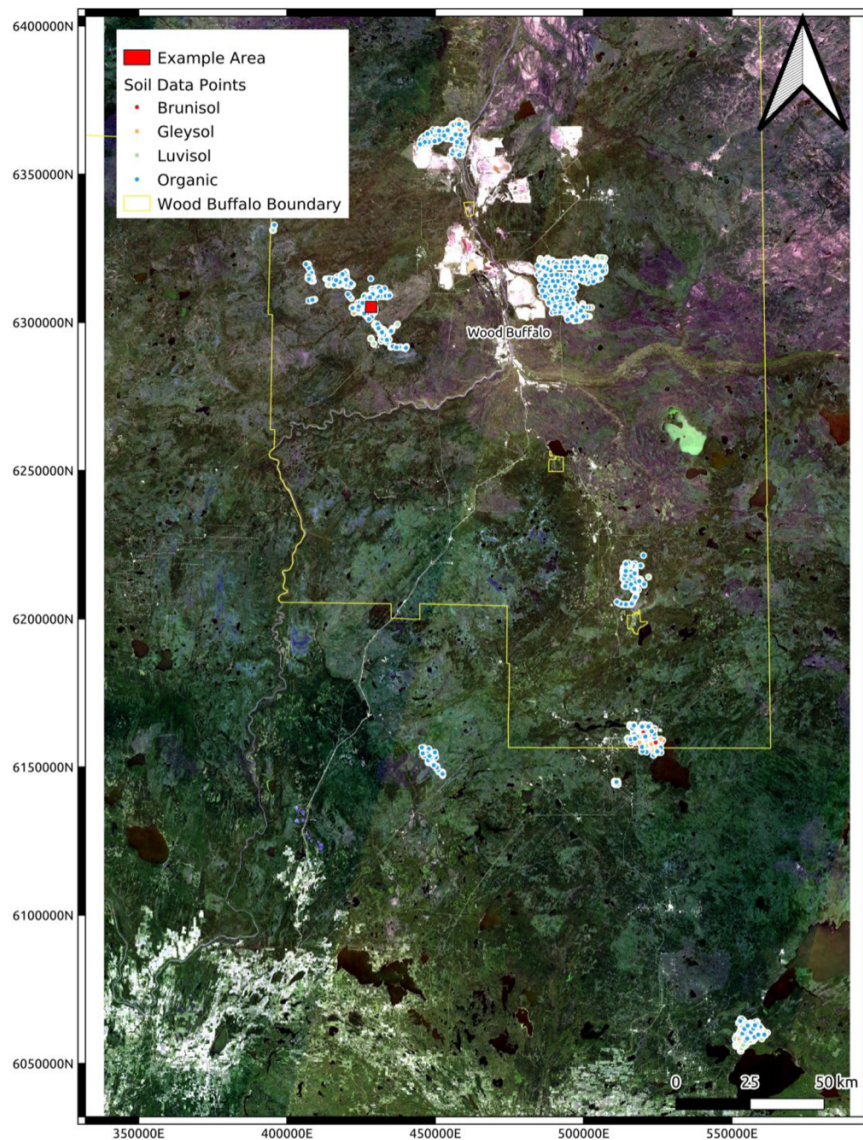 6400000N
Example Area
Soil Data Points
Brunisol
Gleysol
Luvisol
Organic
Wood Buffalo Boundary
6350000N
6300000N
Wood Buffalo
6250000N
6200000N
6150000N
6100000N
6050000N
0 25 50 km
350000E 400000E 450000E 500000E 550000E